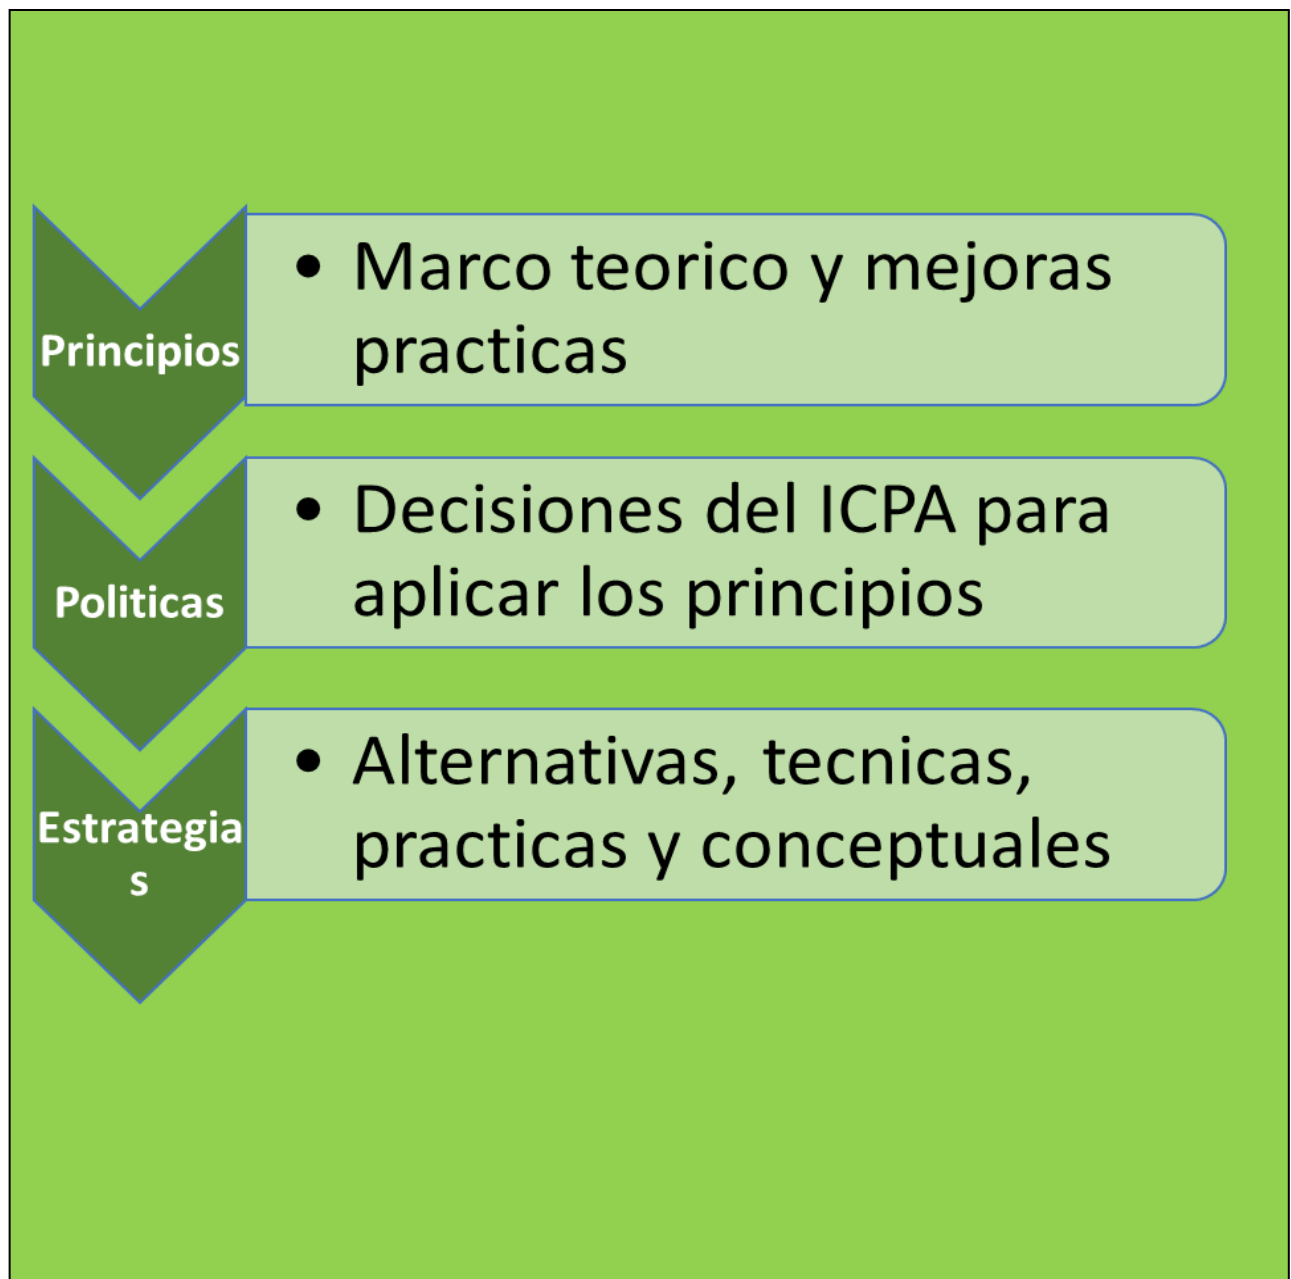 Principios
• Marco teorico y mejoras
practicas
Politicas
• Decisiones del ICPA para
aplicar los principios
Estrategia
s
• Alternativas, tecnicas,
practicas y conceptuales